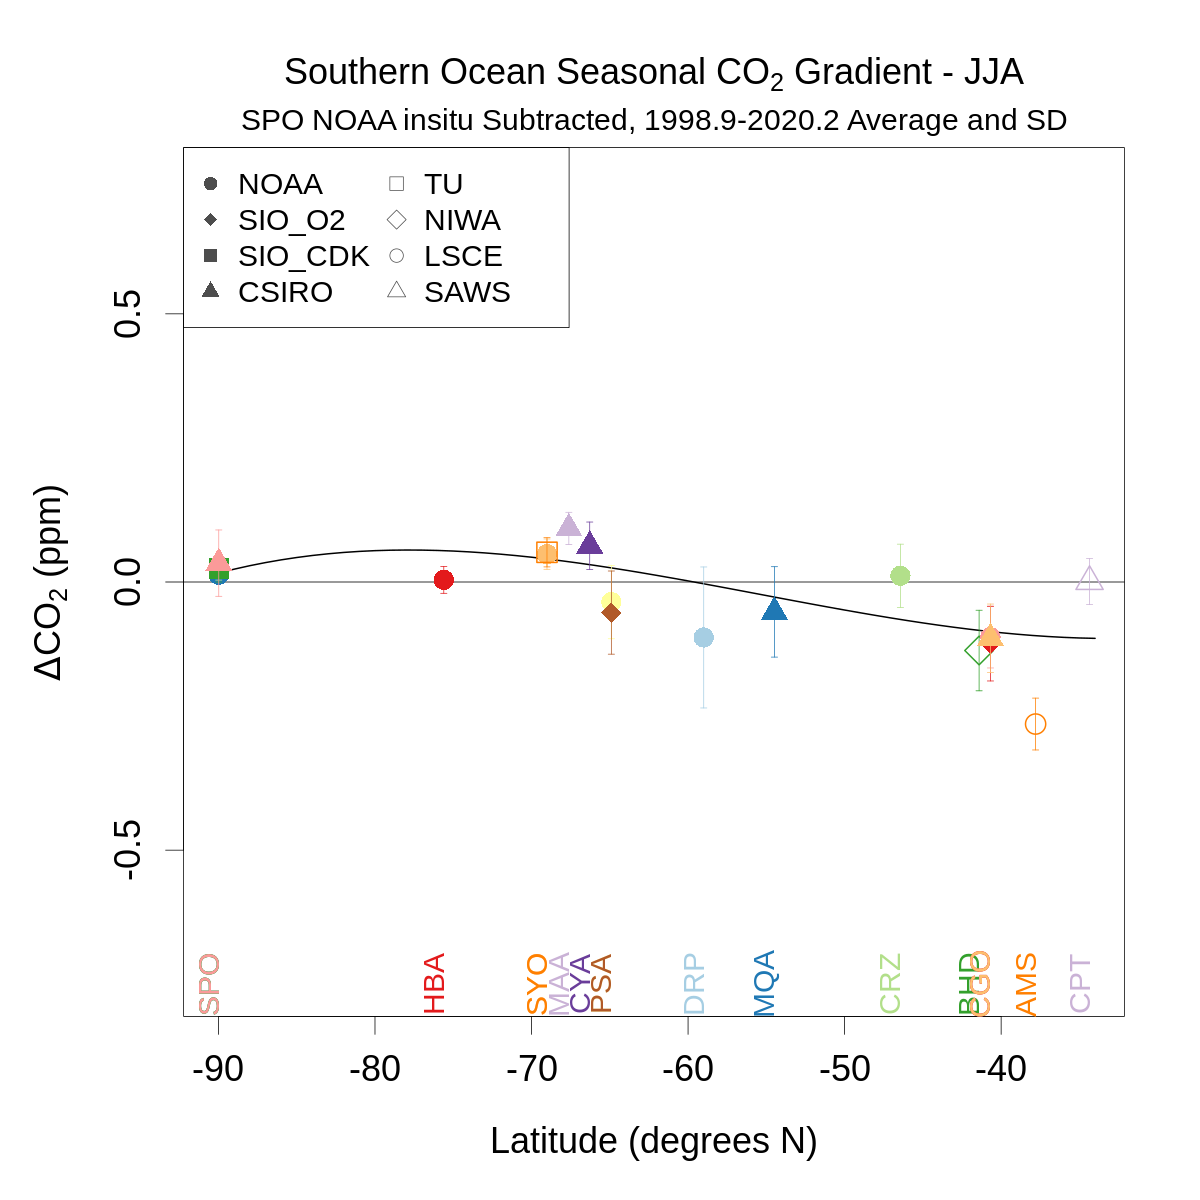 Southern Ocean Seasonal CO2 Gradient - JJA
SPO NOAA insitu Subtracted, 1998.9-2020.2 Average and SD
NOAA
SIO_O2
SIO_CDK
CSIRO
TU
NIWA
LSCE
SAWS
0.5
0.0
-0.5
ΔCO2 (ppm)
SPO
HBA
SYO
MAA
CYA
PSA
DRP
MQA
CRZ
BHD
CGO
AMS
CPT
-90
-80
-70
-60
-50
-40
Latitude (degrees N)